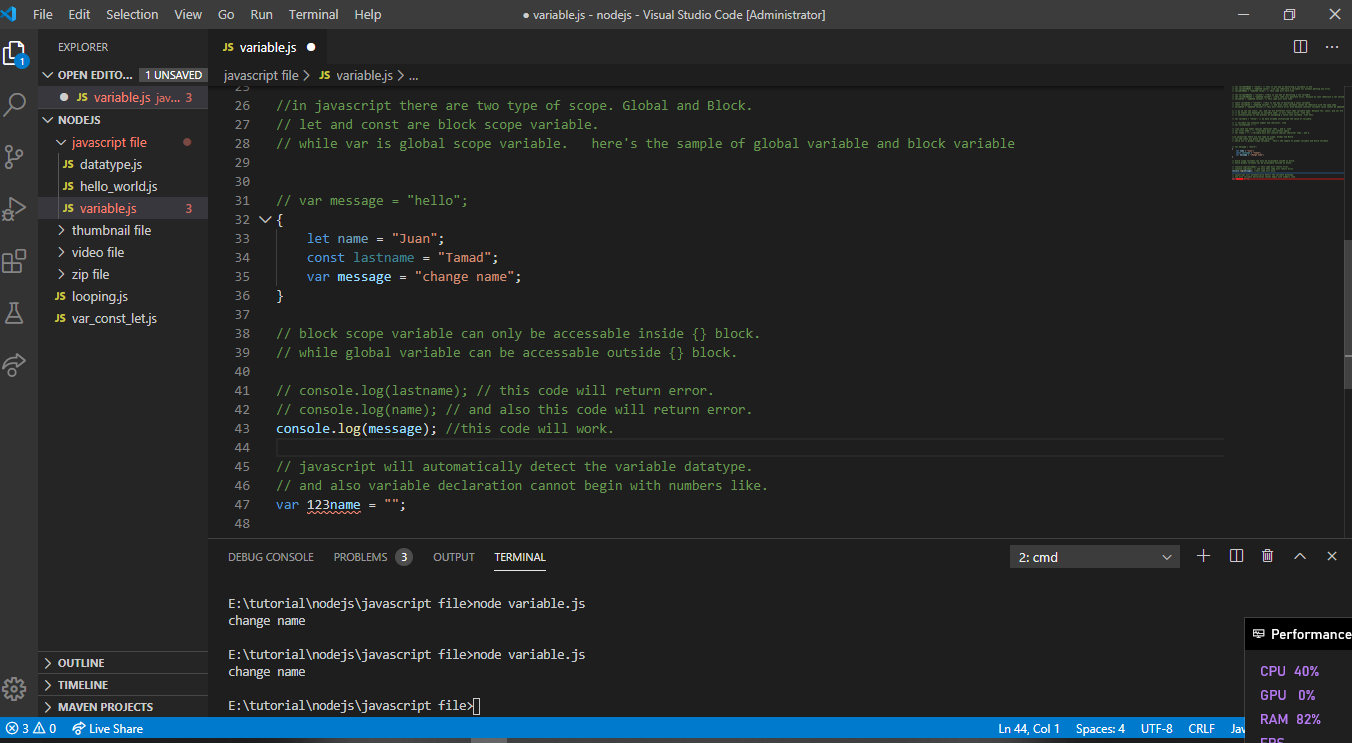 File Edit Selection View Go Run Terminal Help
● variable.js - nodejs - Visual Studio Code [Administrator]
1
EXPLORER
OPEN EDITO... 1 UNSAVED
● JS variable.js jav... 3
NODEJS
javascript file
JS datatype.js
JS hello_world.js
JS variable.js 3
thumbnail file
video file
zip file
JS looping.js
JS var_const_let.js
OUTLINE
TIMELINE
MAVEN PROJECTS
JS variable.js ●
javascript file > JS variable.js > ...
25
26 //in javascript there are two type of scope. Global and Block.
27 // let and const are block scope variable.
28 // while var is global scope variable.   here's the sample of global variable and block variable
29
30
31 // var message = "hello";
32 {
33     let name = "Juan";
34     const lastname = "Tamad";
35     var message = "change name";
36 }
37
38 // block scope variable can only be accessable inside {} block.
39 // while global variable can be accessable outside {} block.
40
41 // console.log(lastname); // this code will return error.
42 // console.log(name); // and also this code will return error.
43 console.log(message); //this code will work.
44
45 // javascript will automatically detect the variable datatype.
46 // and also variable declaration cannot begin with numbers like.
47 var 123name = "";
48
DEBUG CONSOLE PROBLEMS 3 OUTPUT TERMINAL
2: cmd
E:\tutorial\nodejs\javascript file>node variable.js
change name
E:\tutorial\nodejs\javascript file>node variable.js
change name
E:\tutorial\nodejs\javascript file>
Performance
CPU 40%
GPU 0%
RAM 82%
3 0 Live Share
Ln 44, Col 1 Spaces: 4 UTF-8 CRLF